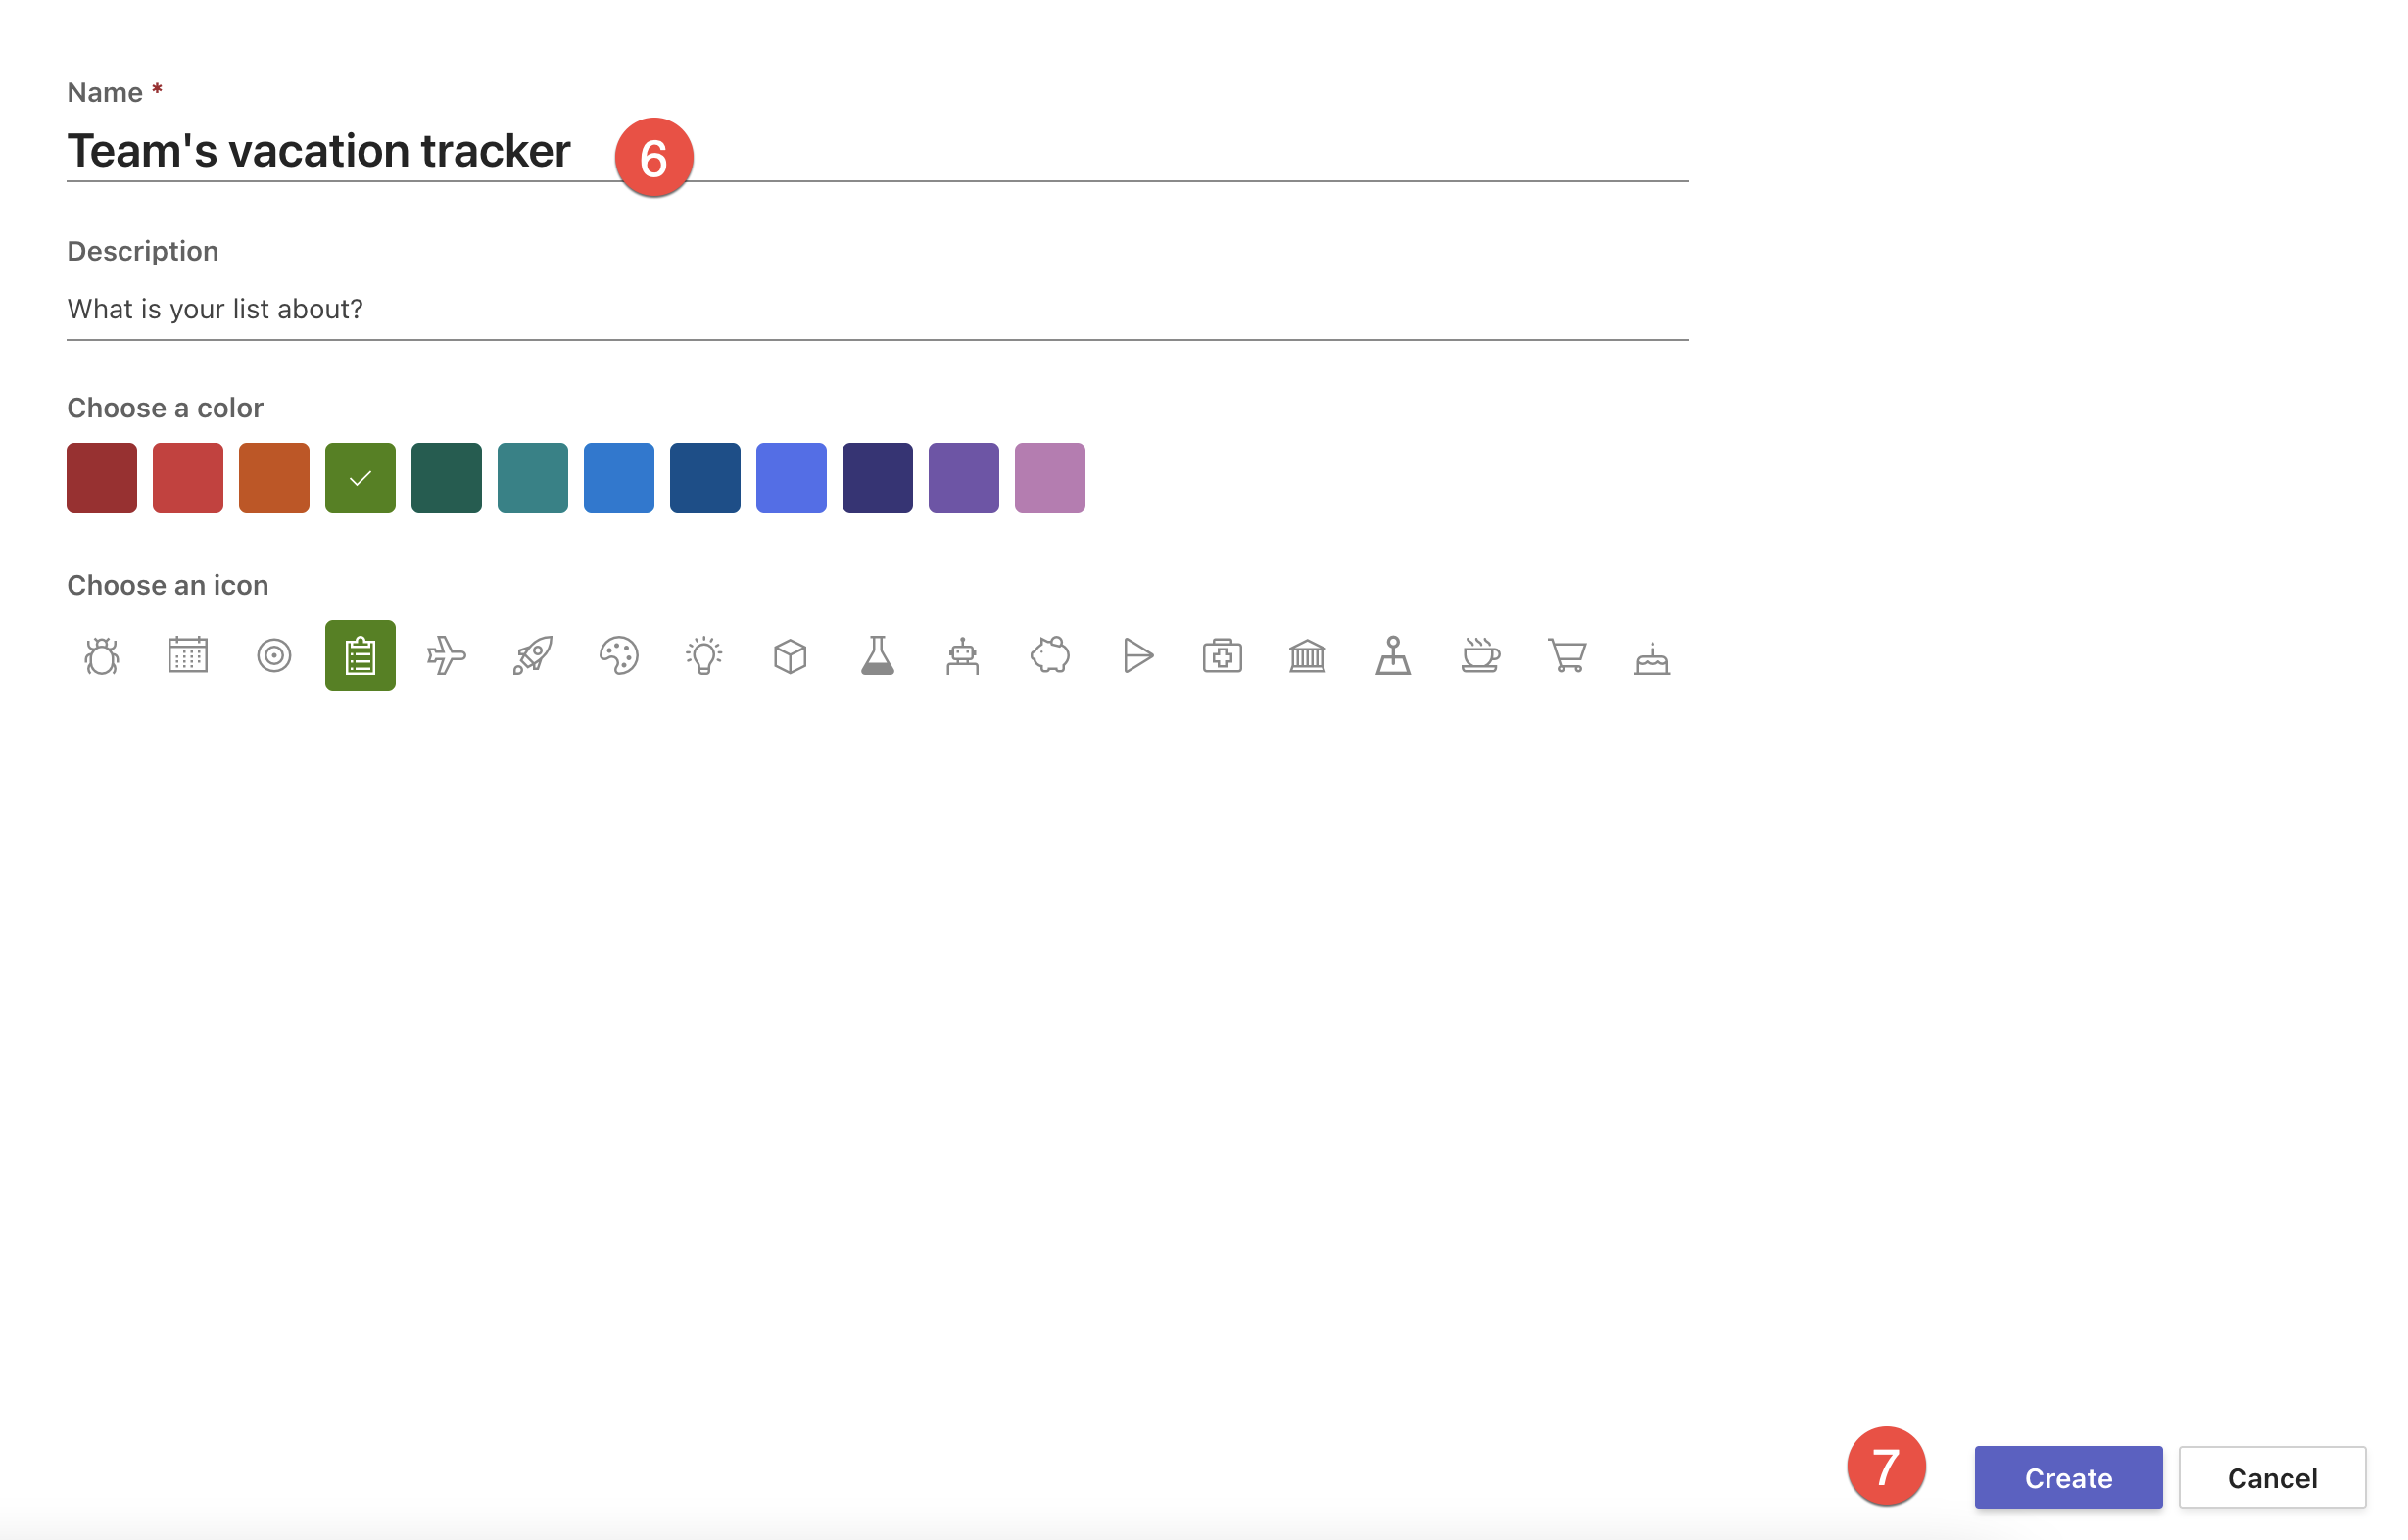 Name *
Team's vacation tracker 6
Description
What is your list about?
Choose a color
Choose an icon
7 Create Cancel